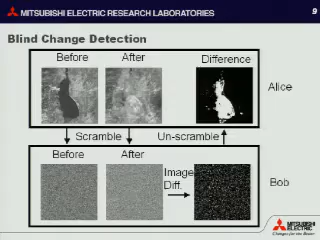 MITSUBISHI ELECTRIC RESEARCH LABORATORIES
9
Blind Change Detection
Before After Difference
Alice
Scramble Un-scramble
Before After
Image
Diff.
Bob
MITSUBISHI
ELECTRIC
Changes for the Better